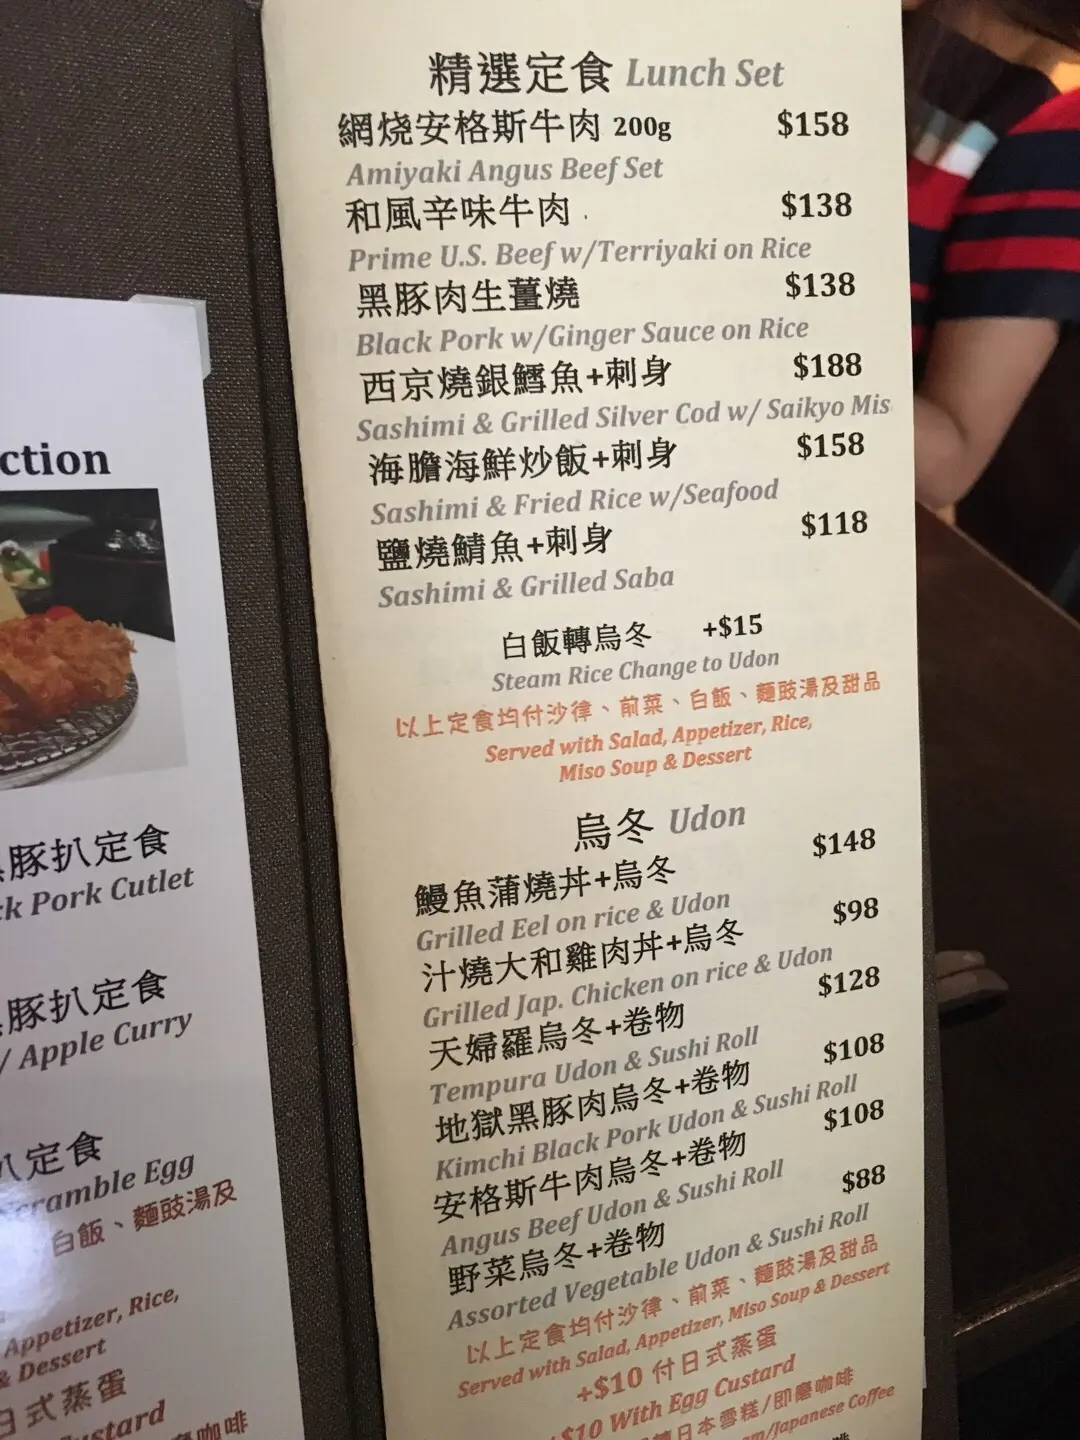 精選定食 Lunch Set
網烧安格斯牛肉 200g $158
Amiyaki Angus Beef Set
和風辛味牛肉 $138
Prime U.S. Beef w/Terriyaki on Rice
黑豚肉生薑燒 $138
Black Pork w/Ginger Sauce on Rice
西京燒銀鱈魚+刺身 $188
Sashimi & Grilled Silver Cod w/ Saikyo Mis
海膽海鮮炒飯+刺身 $158
Sashimi & Fried Rice w/Seafood
鹽燒鯖魚+刺身 $118
Sashimi & Grilled Saba
白飯轉烏冬 +$15
Steam Rice Change to Udon
以上定食均付沙律、前菜、白飯、麵豉湯及甜品
Served with Salad, Appetizer, Rice,
Miso Soup & Dessert
烏冬 Udon
鰻魚蒲燒丼+烏冬 $148
Grilled Eel on rice & Udon
汁燒大和雞肉丼+烏冬 $98
Grilled Jap. Chicken on rice & Udon
天婦羅烏冬+卷物 $128
Tempura Udon & Sushi Roll
地獄黑豚肉烏冬+卷物 $108
Kimchi Black Pork Udon & Sushi Roll
安格斯牛肉烏冬+卷物 $108
Angus Beef Udon & Sushi Roll
野菜烏冬+卷物 $88
Assorted Vegetable Udon & Sushi Roll
以上定食均付沙律、前菜、麵豉湯及甜品
Served with Salad, Appetizer, Miso Soup & Dessert
+$10 付日式蒸蛋
+$10 With Egg Custard
日本雪糕/即磨咖啡
/Japanese Coffee
ction
豚扒定食
Pork Cutlet
豚扒定食
/ Apple Curry
定食
Egg
白飯、麵豉湯及
Appetizer, Rice,
& Dessert
日式蒸蛋
咖啡